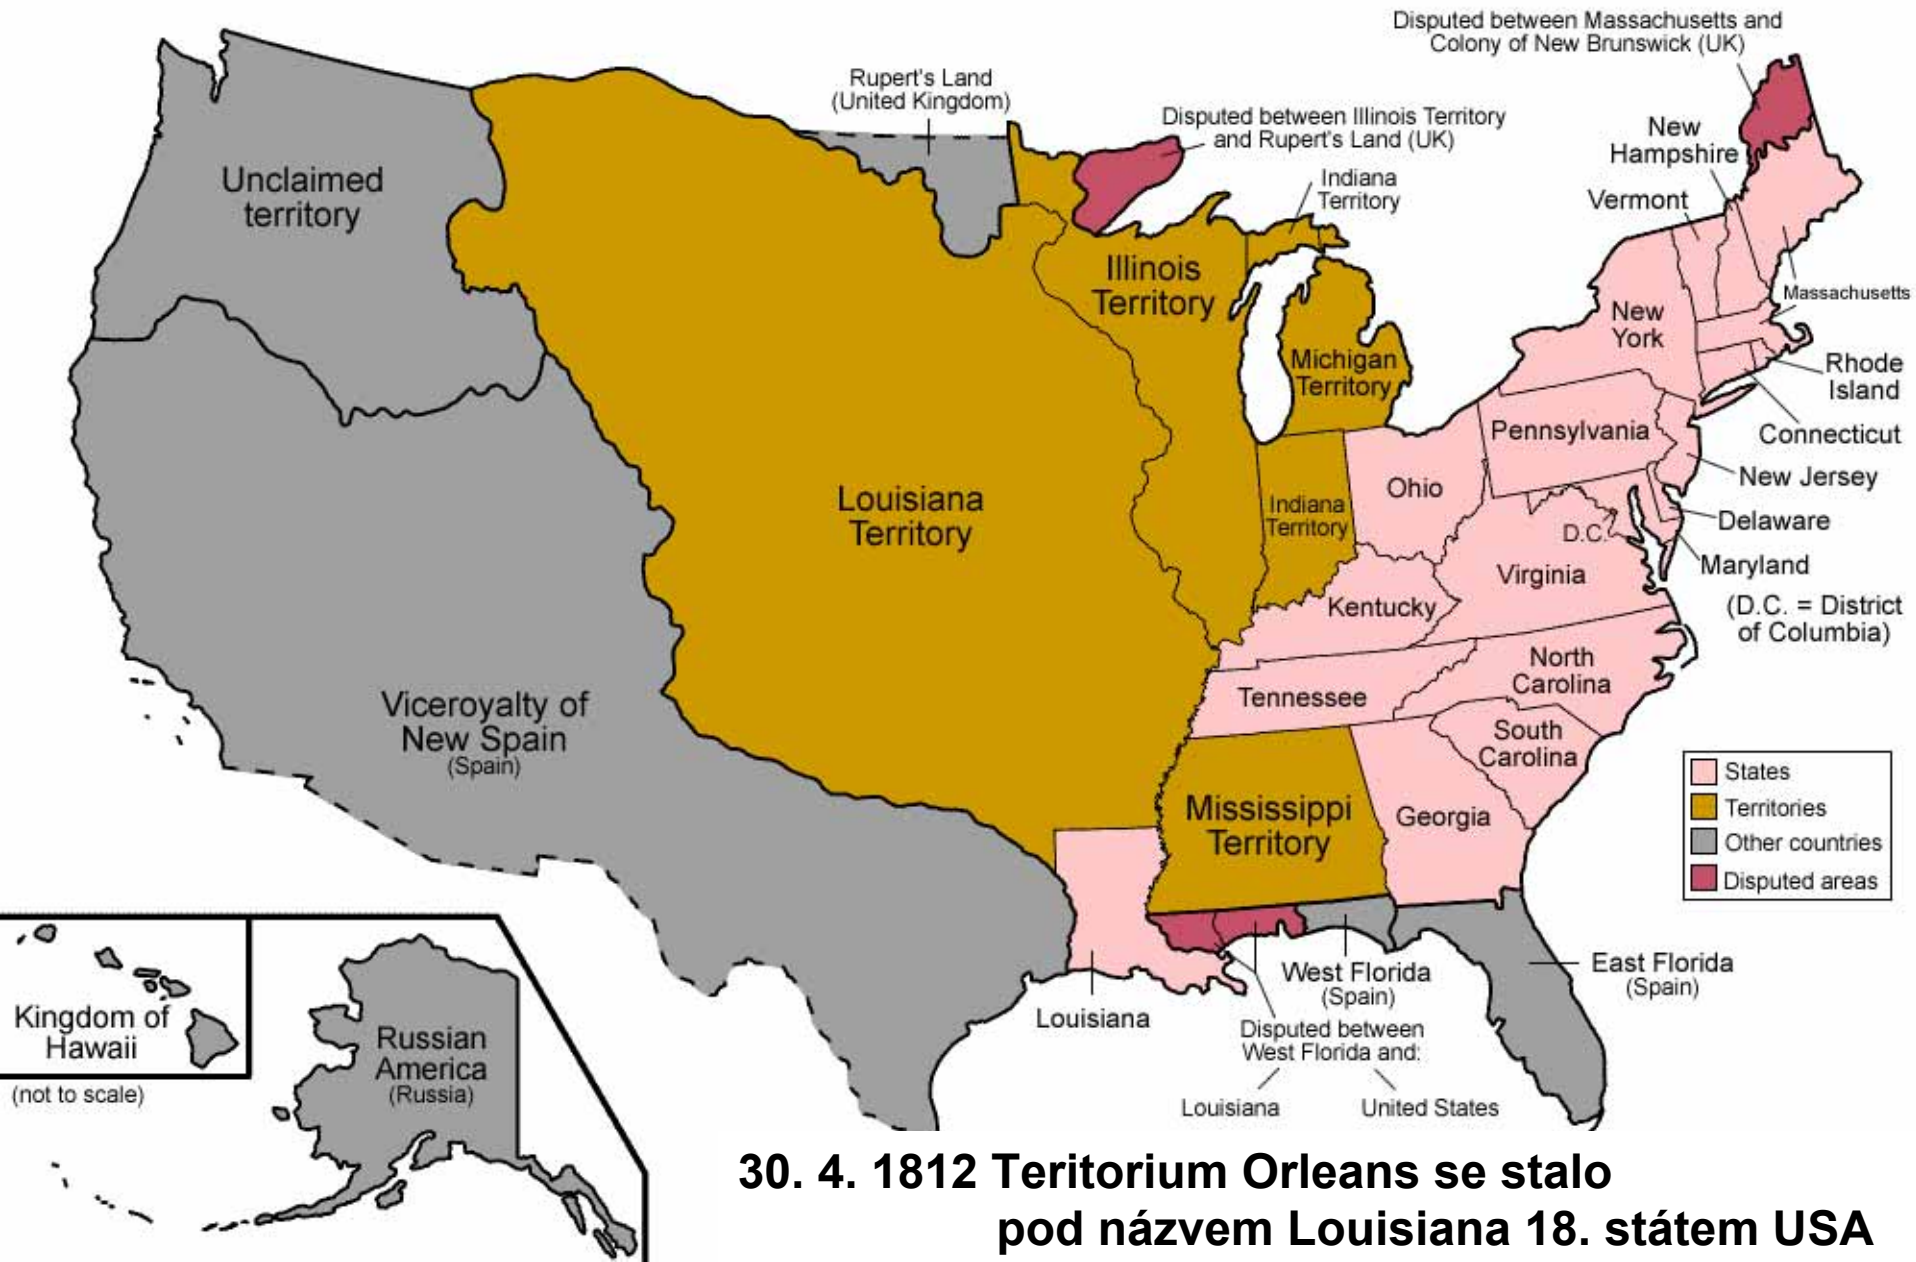 Disputed between Massachusetts and
Colony of New Brunswick (UK)
Rupert's Land
(United Kingdom)
Disputed between Illinois Territory
and Rupert's Land (UK)
New
Hampshire
Vermont
Indiana
Territory
Unclaimed
territory
Illinois
Territory
Massachusetts
New
York
Michigan
Territory
Rhode
Island
Connecticut
Pennsylvania
New Jersey
Ohio
Louisiana
Territory
Indiana
Territory
Delaware
D.C.
Maryland
Virginia
Kentucky
(D.C. = District
of Columbia)
North
Carolina
Tennessee
Viceroyalty of
New Spain
(Spain)
South
Carolina
States
Territories
Other countries
Disputed areas
Mississippi
Territory
Georgia
East Florida
(Spain)
West Florida
(Spain)
Louisiana
Disputed between
West Florida and:
Louisiana
United States
Kingdom of
Hawaii
(not to scale)
Russian
America
(Russia)
30. 4. 1812 Teritorium Orleans se stalo
pod názvem Louisiana 18. státem USA